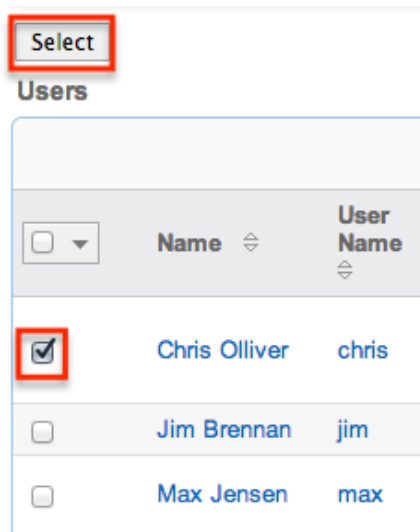 Select
Users
Name
User
Name
Chris Olliver chris
Jim Brennan jim
Max Jensen max